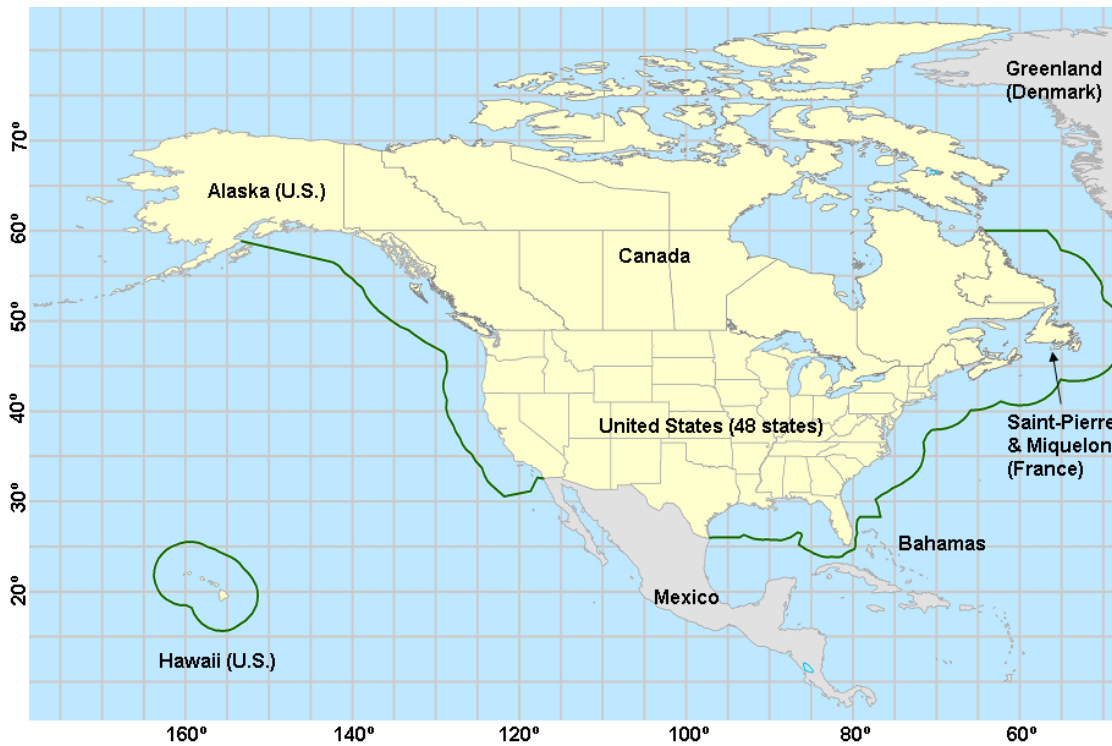 Greenland
(Denmark)
70°
Alaska (U.S.)
60°
Canada
50°
40°
United States (48 states)
Saint-Pierre
& Miquelon
(France)
30°
Bahamas
20°
Mexico
Hawaii (U.S.)
160°
140°
120°
100°
80°
60°